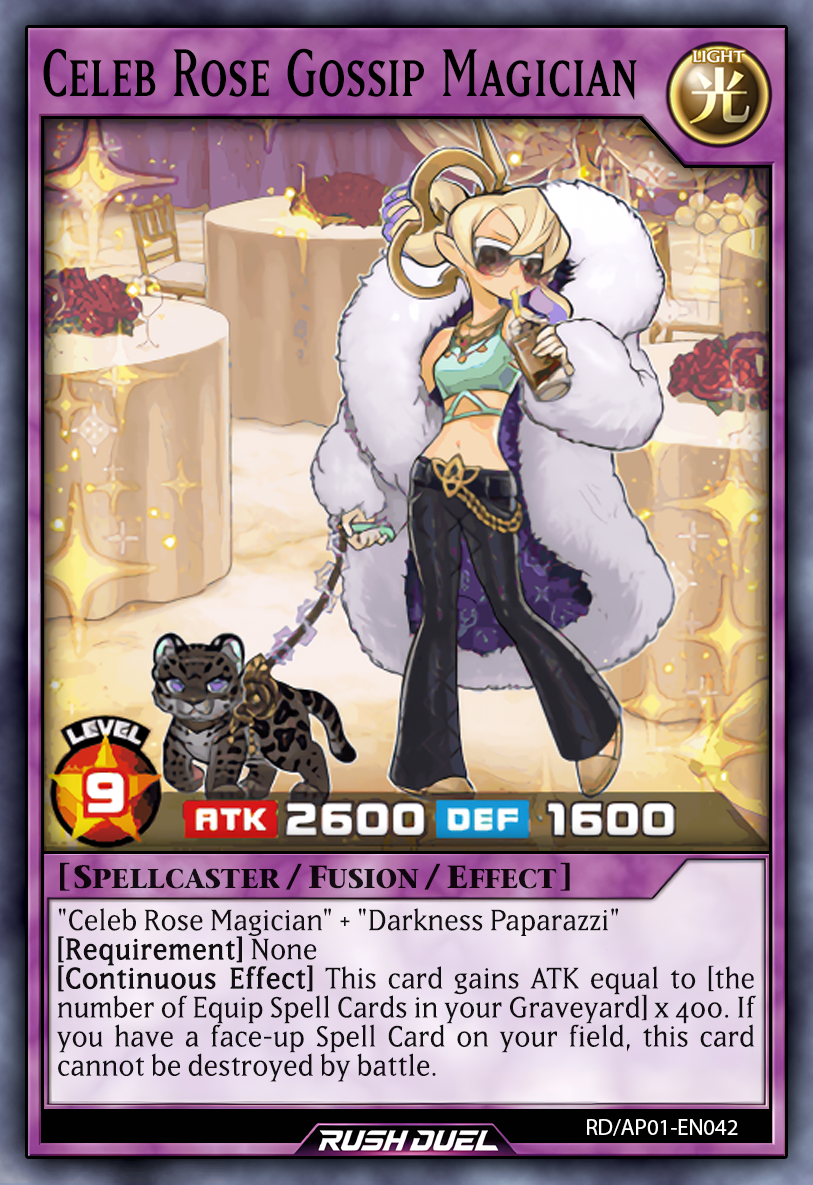 Celeb Rose Gossip Magician
LIGHT
光
LEVEL
9
ATK 2600 DEF 1600
[Spellcaster / Fusion / Effect]
"Celeb Rose Magician" + "Darkness Paparazzi"
[Requirement] None
[Continuous Effect] This card gains ATK equal to [the
number of Equip Spell Cards in your Graveyard] x 400. If
you have a face-up Spell Card on your field, this card
cannot be destroyed by battle.
RD/AP01-EN042
RUSH DUEL